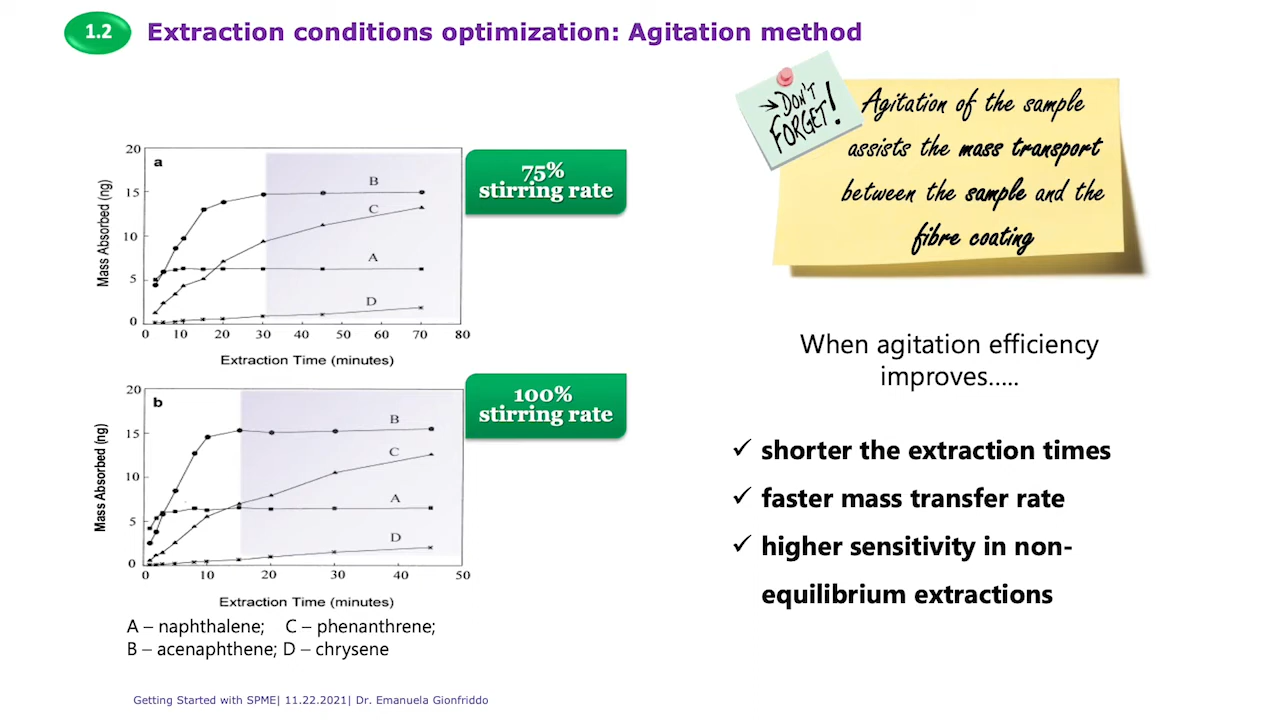 1.2
Extraction conditions optimization: Agitation method
DON'T
FORGET!
Agitation of the sample
assists the mass transport
between the sample and the
fibre coating
20
15
10
5
0
a
B
C
A
D
0 10 20 30 40 50 60 70 80
Mass Absorbed (ng)
Extraction Time (minutes)
75%
stirring rate
20
15
10
5
0
b
B
C
A
D
0 10 20 30 40 50
Mass Absorbed (ng)
Extraction Time (minutes)
100%
stirring rate
A – naphthalene; C – phenanthrene;
B – acenaphthene; D – chrysene
When agitation efficiency
improves.....
✓ shorter the extraction times
✓ faster mass transfer rate
✓ higher sensitivity in non-
equilibrium extractions
Getting Started with SPME| 11.22.2021| Dr. Emanuela Gionfriddo